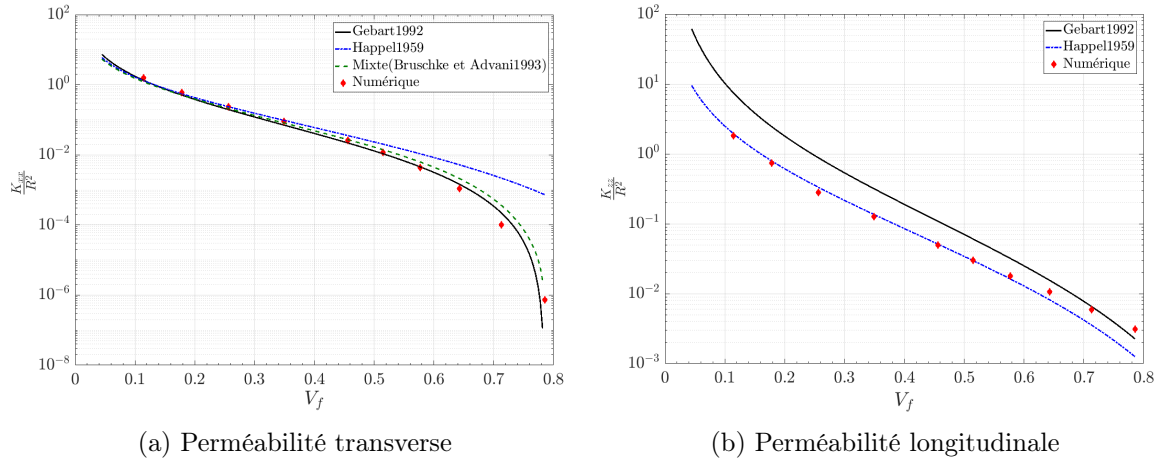 10^2
10^0
10^-2
10^-4
10^-6
10^-8
K_xx
R^2
0 0.1 0.2 0.3 0.4 0.5 0.6 0.7 0.8
V_f
Gebart1992
Happel1959
Mixte(Bruschke et Advani1993)
Numérique
(a) Perméabilité transverse
10^2
10^1
10^0
10^-1
10^-2
10^-3
K_zz
R^2
0 0.1 0.2 0.3 0.4 0.5 0.6 0.7 0.8
V_f
Gebart1992
Happel1959
Numérique
(b) Perméabilité longitudinale